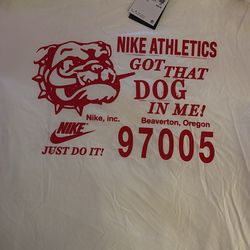 NIKE ATHLETICS
GOT THAT
DOG
IN ME!
Nike, inc.
Beaverton, Oregon
NIKE
JUST DO IT!
97005